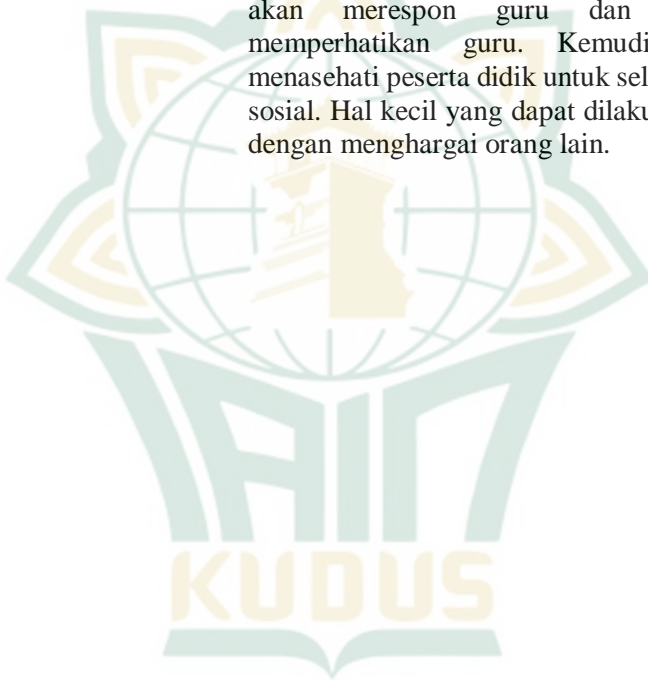 akan merespon guru dan
memperhatikan guru. Kemudi
menasehati peserta didik untuk sel
sosial. Hal kecil yang dapat dilaku
dengan menghargai orang lain.
IAIN
KUDUS